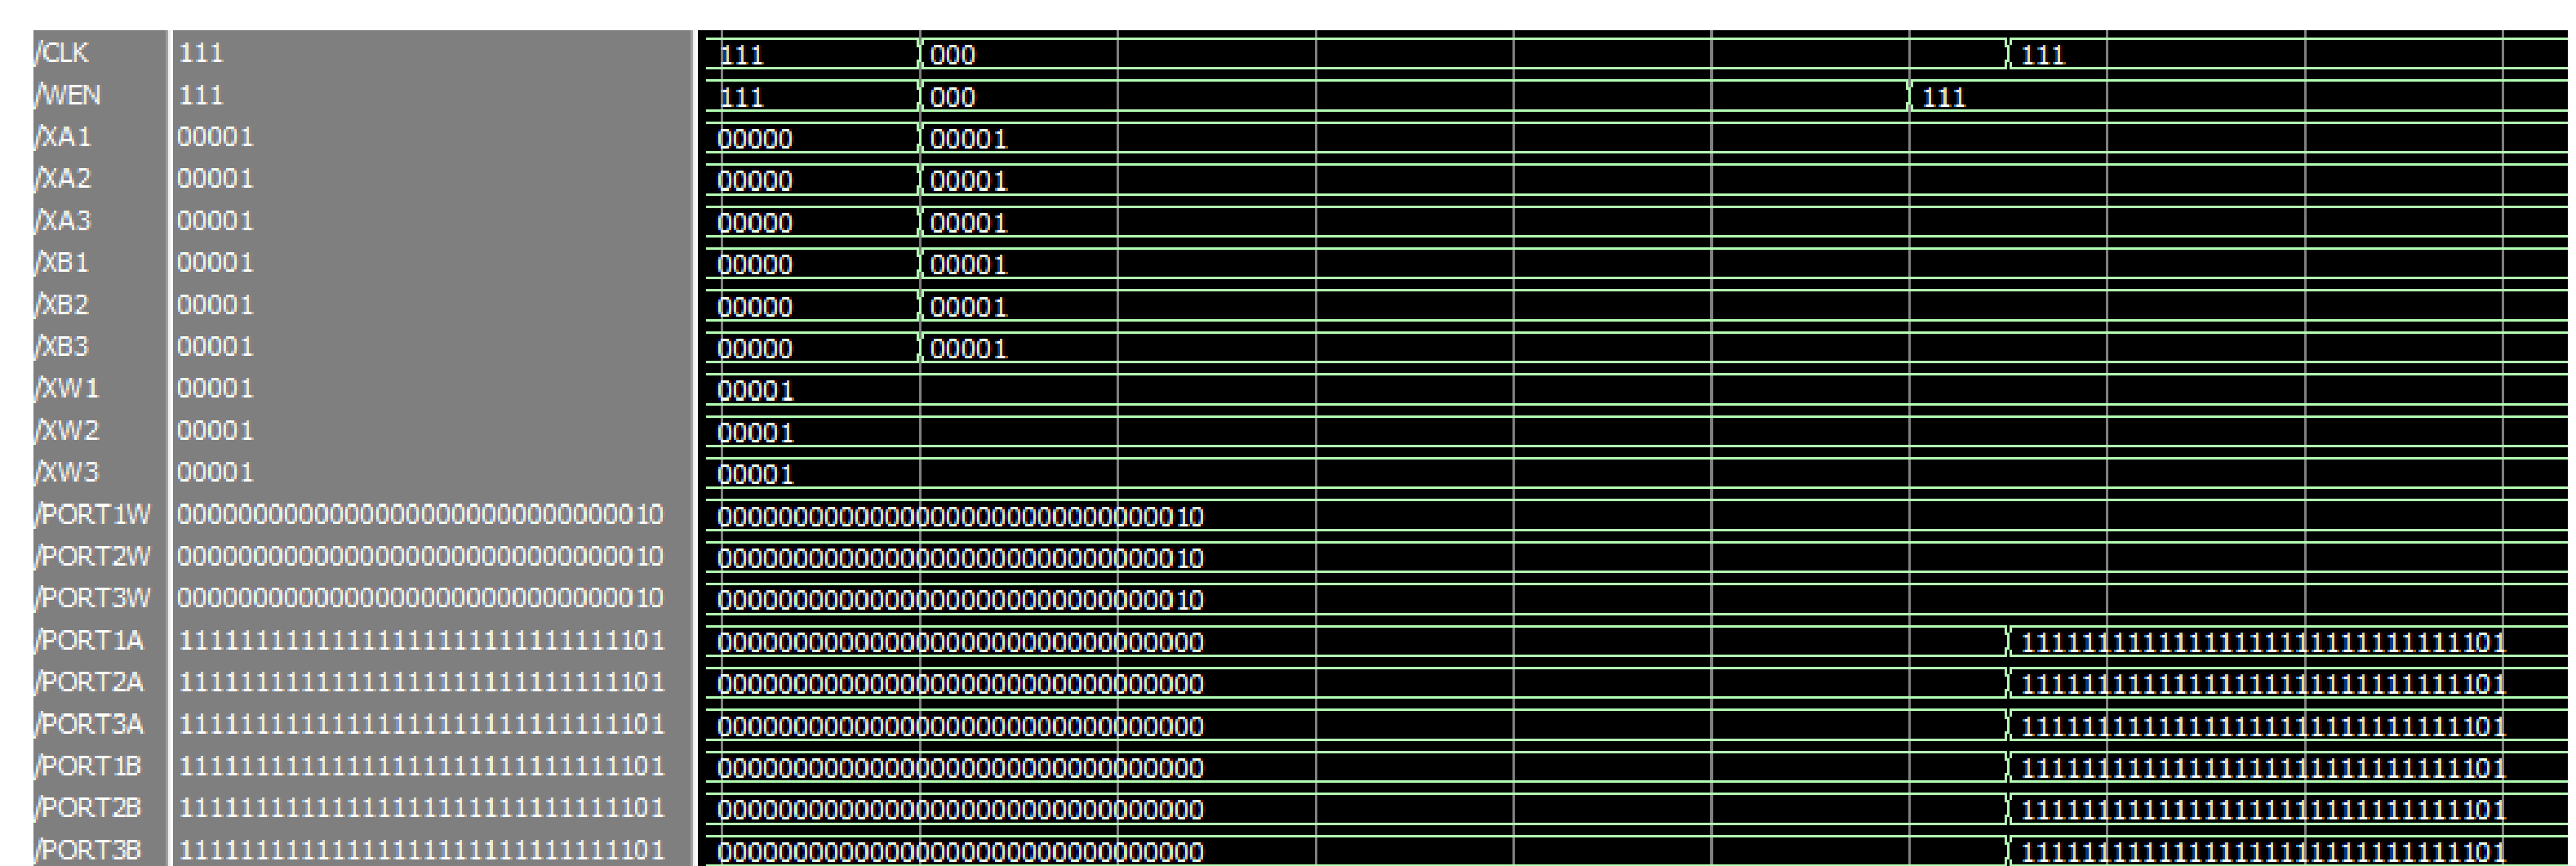 /CLK 111 111 000 111
/WEN 111 111 000 111
/XA1 00001 00000 00001
/XA2 00001 00000 00001
/XA3 00001 00000 00001
/XB1 00001 00000 00001
/XB2 00001 00000 00001
/XB3 00001 00000 00001
/XW1 00001 00001
/XW2 00001 00001
/XW3 00001 00001
/PORT1W 00000000000000000000000000000010 00000000000000000000000000000010
/PORT2W 00000000000000000000000000000010 00000000000000000000000000000010
/PORT3W 00000000000000000000000000000010 00000000000000000000000000000010
/PORT1A 11111111111111111111111111111101 00000000000000000000000000000000 11111111111111111111111111111101
/PORT2A 11111111111111111111111111111101 00000000000000000000000000000000 11111111111111111111111111111101
/PORT3A 11111111111111111111111111111101 00000000000000000000000000000000 11111111111111111111111111111101
/PORT1B 11111111111111111111111111111101 00000000000000000000000000000000 11111111111111111111111111111101
/PORT2B 11111111111111111111111111111101 00000000000000000000000000000000 11111111111111111111111111111101
/PORT3B 11111111111111111111111111111101 00000000000000000000000000000000 11111111111111111111111111111101